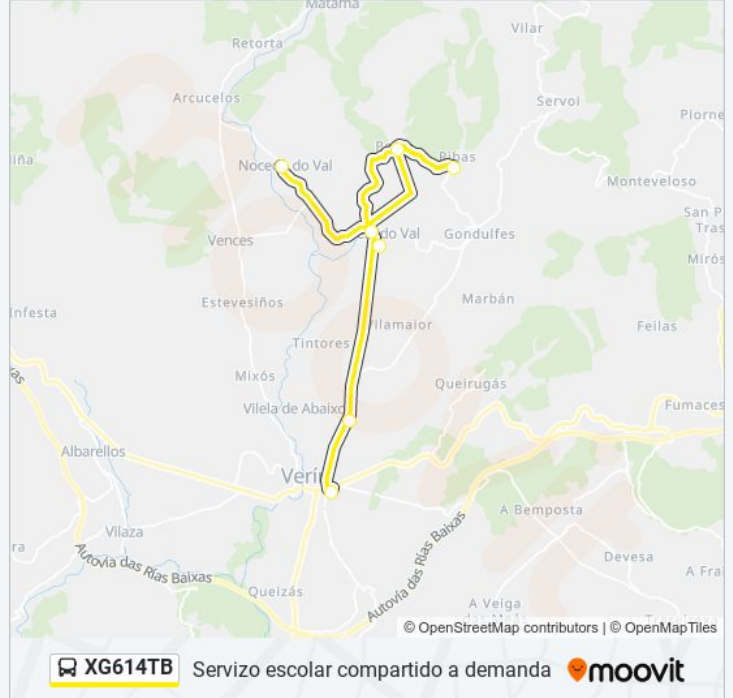 Matamá
Vilar
Retorta
Arcucelos
Servoi
Piorne
Ribas
Noce do Val
Monteveloso
San P
Tras
Gondulfes
do Val
Vences
Mirós
Marbán
Estevesiños
Infesta
Vilamaior
Feilas
Tintores
Mixós
Queirugás
Vilela de Abaixo
Fumaces
Albarellos
Verín
A Bemposta
Vilaza
Autovía das Rías Baixas
Devesa
A Fra
Queizás
Autovía das Rías Baixas
A Veiga
© OpenStreetMap contributors | © OpenMapTiles
XG614TB Servizo escolar compartido a demanda moovit